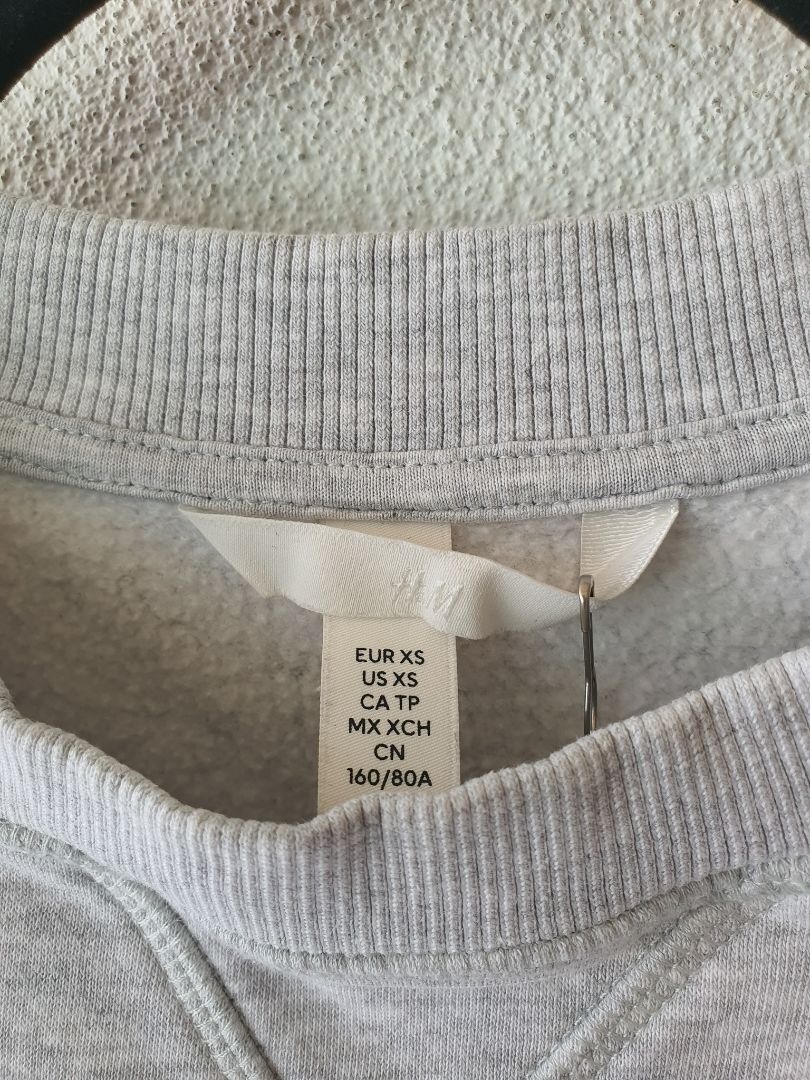 H&M
EUR XS
US XS
CA TP
MX XCH
CN
160/80A